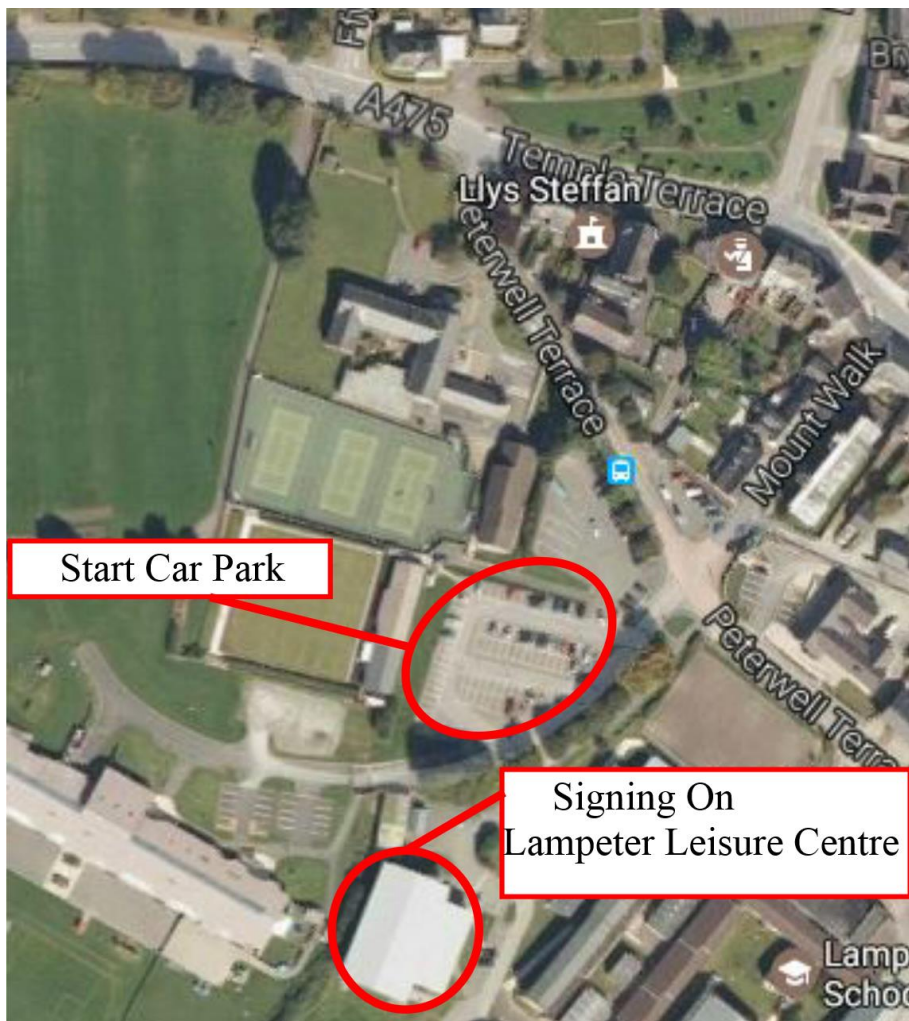 A475
Temple Terrace
Llys Steffan
Peterwell Terrace
Mount Walk
Start Car Park
Peterwell Terra
Signing On
Lampeter Leisure Centre
Lamp
Schoo